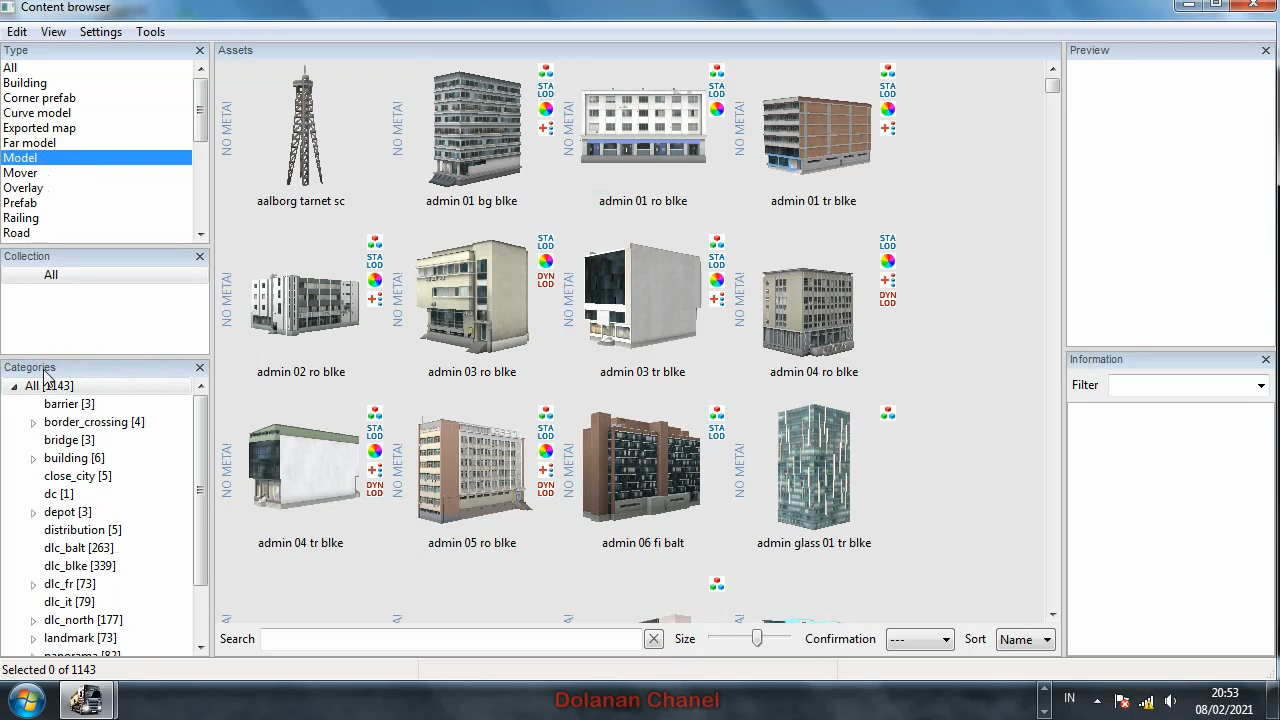 Content browser
Edit View Settings Tools
Type
All
Building
Corner prefab
Curve model
Exported map
Far model
Model
Mover
Overlay
Prefab
Railing
Road
Collection
All
Categories
All [1143]
barrier [3]
border_crossing [4]
bridge [3]
building [6]
close_city [5]
dc [1]
depot [3]
distribution [5]
dlc_balt [263]
dlc_blke [339]
dlc_fr [73]
dlc_it [79]
dlc_north [177]
landmark [73]
panorama [82]
Assets
NO META! NO META! STA LOD NO META! STA LOD NO META! STA LOD
aalborg tarnet sc admin 01 bg blke admin 01 ro blke admin 01 tr blke
NO META! STA LOD NO META! STA LOD DYN LOD NO META! STA LOD NO META! STA LOD DYN LOD
admin 02 ro blke admin 03 ro blke admin 03 tr blke admin 04 ro blke
NO META! STA LOD DYN LOD NO META! STA LOD DYN LOD NO META! STA LOD NO META!
admin 04 tr blke admin 05 ro blke admin 06 fi balt admin glass 01 tr blke
Search Size Confirmation --- Sort Name
Preview
Information
Filter
Selected 0 of 1143
Dolanan Chanel
IN
20:53
08/02/2021